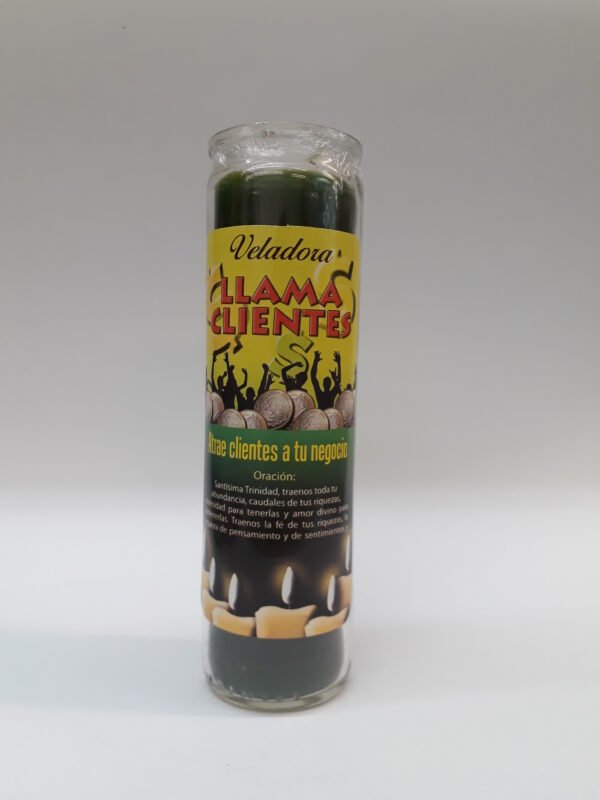 Veladora
LLAMA
CLIENTES
$
Atrae clientes a tu negocio
Oración:
Santísima Trinidad, traenos toda tu
abundancia, caudales de tus riquezas,
para tenerlas y amor divino para
Traenos la fé de tus riquezas, la
de pensamiento y de sentimientos